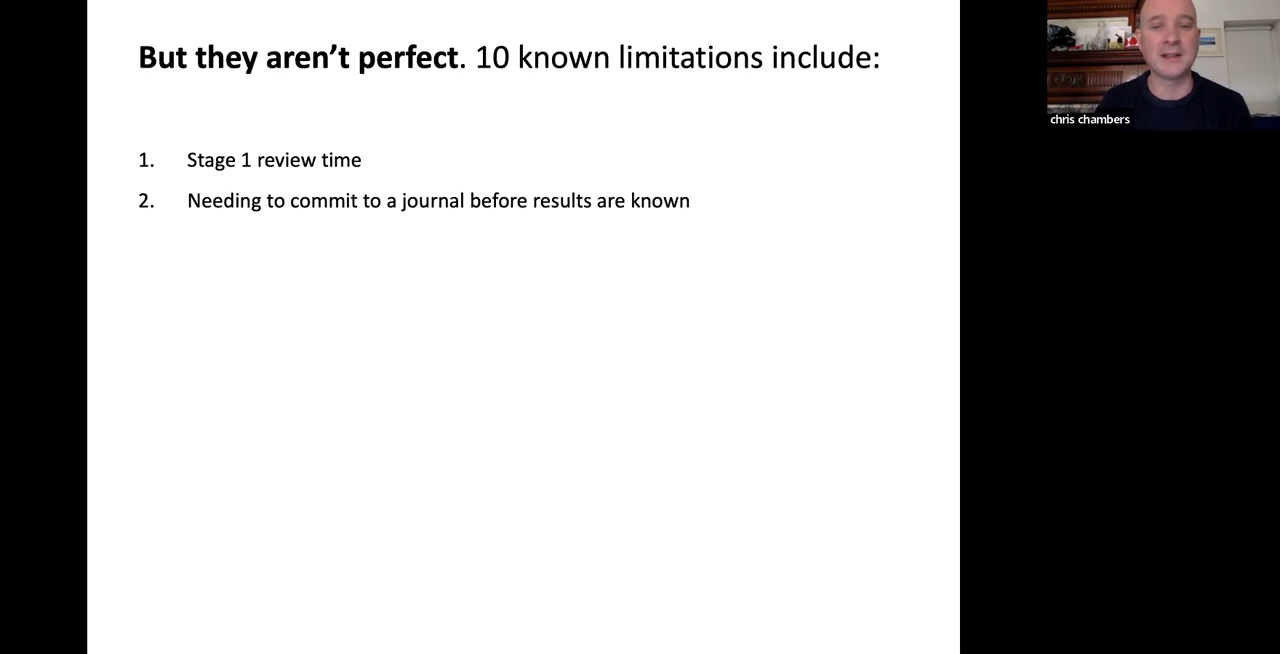 But they aren’t perfect. 10 known limitations include:
1. Stage 1 review time
2. Needing to commit to a journal before results are known
chris chambers